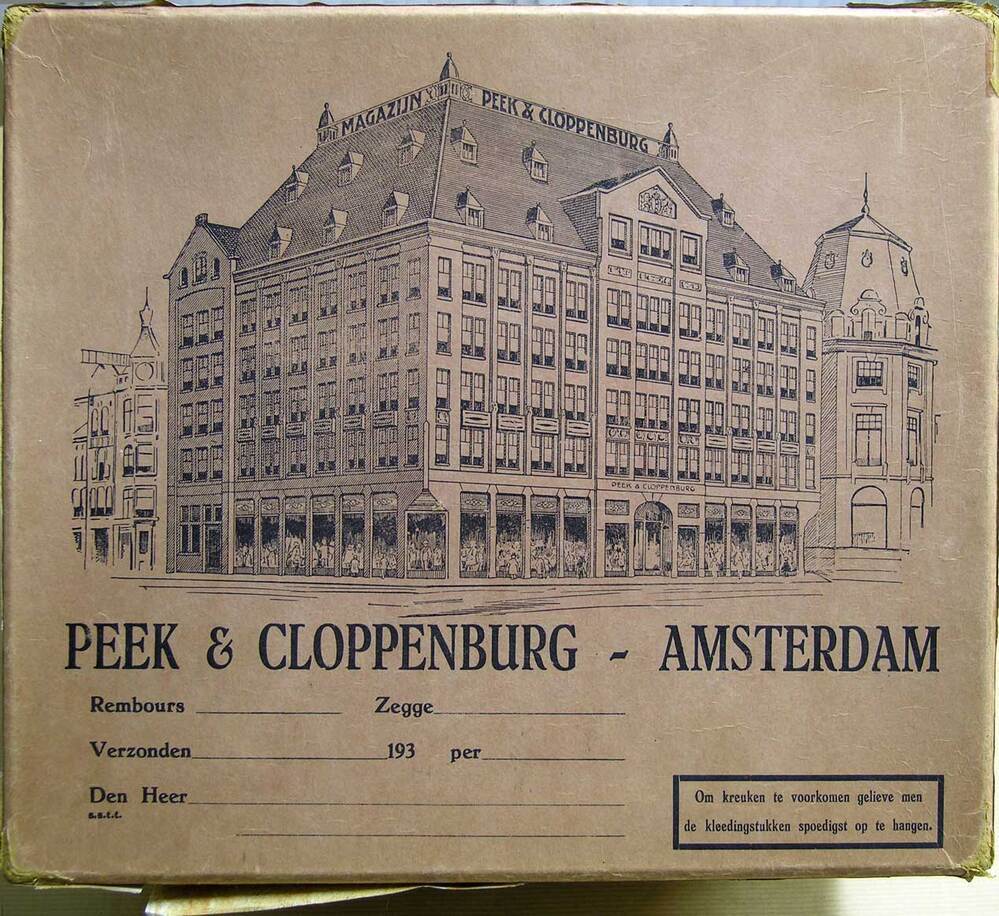 MAGAZIJN PEEK & CLOPPENBURG
PEEK & CLOPPENBURG
PEEK & CLOPPENBURG - AMSTERDAM
Rembours Zegge
Verzonden 193 per
Den Heer
s.s.t.t.
Om kreuken te voorkomen gelieve men
de kleedingstukken spoedigst op te hangen.